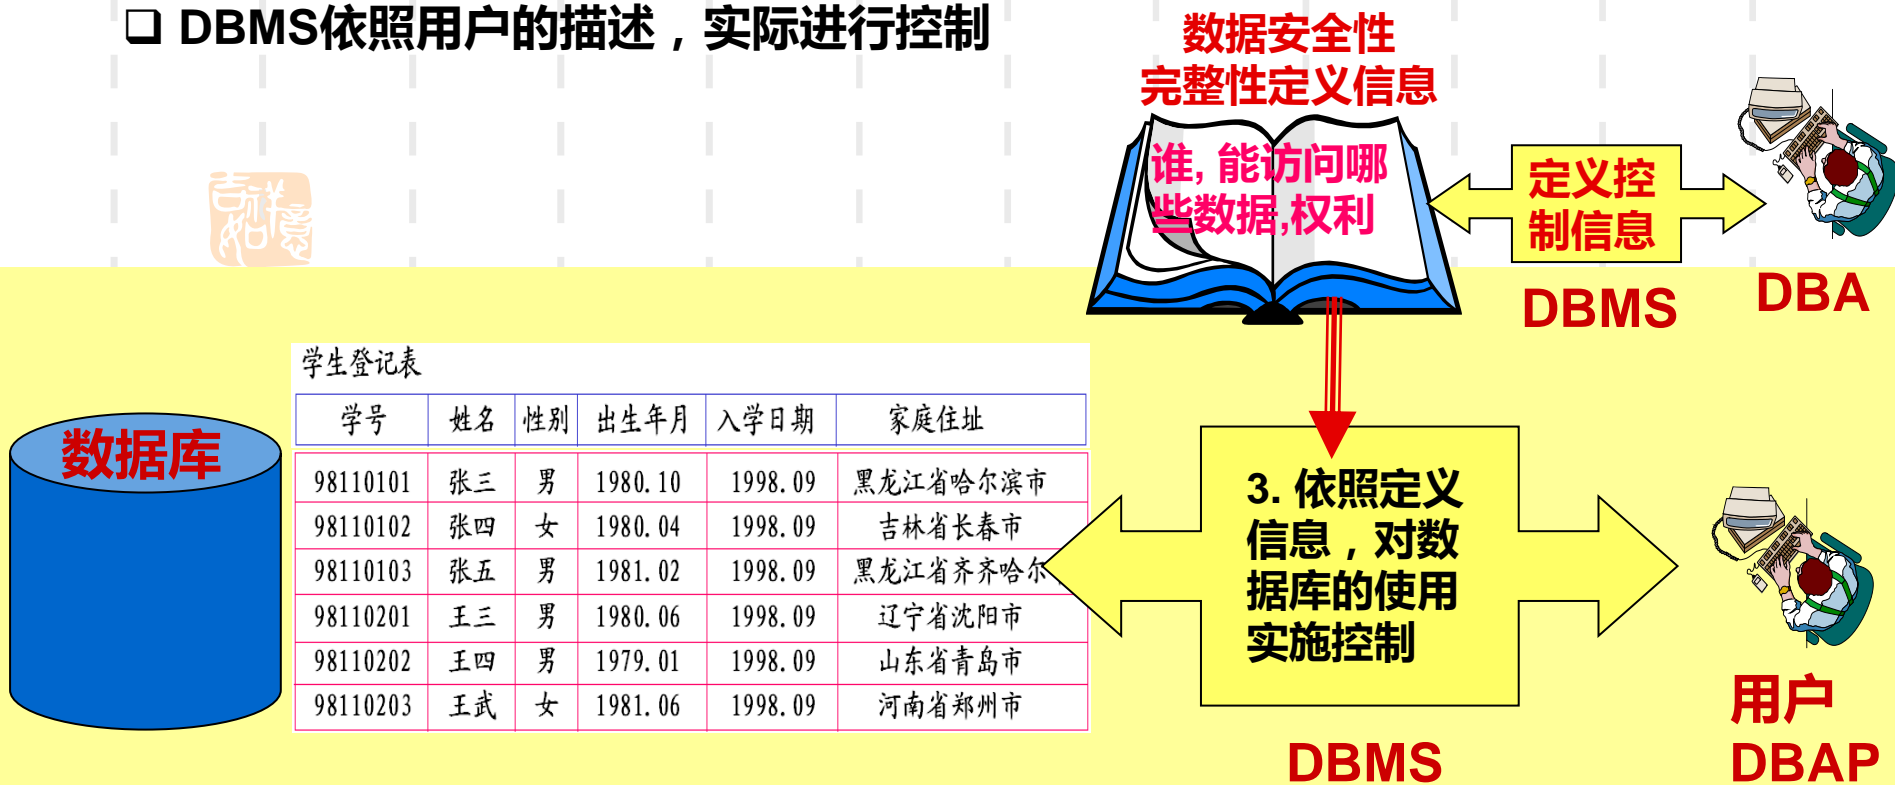 ❑ DBMS依照用户的描述，实际进行控制
数据安全性
完整性定义信息
谁, 能访问哪
些数据,权利
定义控
制信息
DBMS
DBA
吉祥
如意
学生登记表
学号 姓名 性别 出生年月 入学日期 家庭住址
98110101 张三 男 1980.10 1998.09 黑龙江省哈尔滨市
98110102 张四 女 1980.04 1998.09 吉林省长春市
98110103 张五 男 1981.02 1998.09 黑龙江省齐齐哈尔
98110201 王三 男 1980.06 1998.09 辽宁省沈阳市
98110202 王四 男 1979.01 1998.09 山东省青岛市
98110203 王武 女 1981.06 1998.09 河南省郑州市
数据库
3. 依照定义
信息，对数
据库的使用
实施控制
DBMS
用户
DBAP